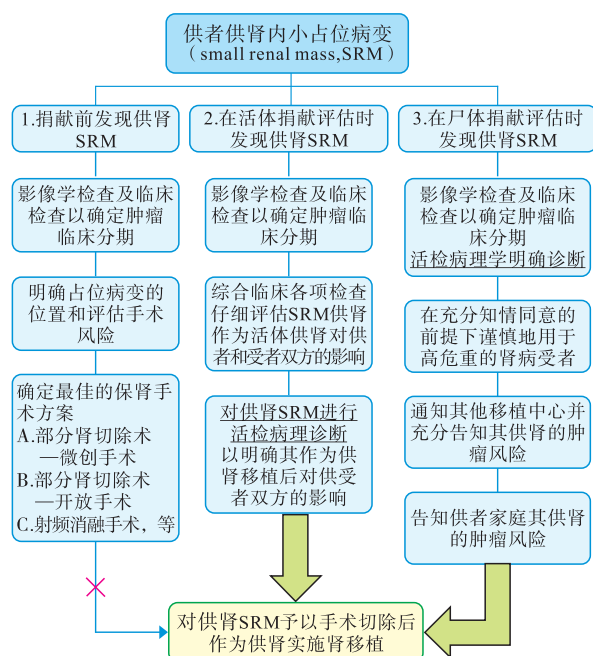 供者供肾内小占位病变
（small renal mass,SRM）
1.捐献前发现供肾
SRM
影像学检查及临床
检查以确定肿瘤
临床分期
明确占位病变的
位置和评估手术
风险
确定最佳的保肾手
术方案
A.部分肾切除术
—微创手术
B.部分肾切除术
—开放手术
C.射频消融手术，等
2.在活体捐献评估时
发现供肾SRM
影像学检查及临床
检查以确定肿瘤临
床分期
综合临床各项检查
仔细评估SRM供肾
作为活体供肾对供
者和受者双方的影响
对供肾SRM进行
活检病理诊断
以明确其作为供
肾移植后对供受
者双方的影响
3.在尸体捐献评估时
发现供肾SRM
影像学检查及临床
检查以确定肿瘤临
床分期
活检病理学明确诊断
在充分知情同意的
前提下谨慎地用于
高危重的肾病受者
通知其他移植中心并
充分告知其供肾的肿
瘤风险
告知供者家庭其供肾
的肿瘤风险
对供肾SRM予以手术切除后
作为供肾实施肾移植